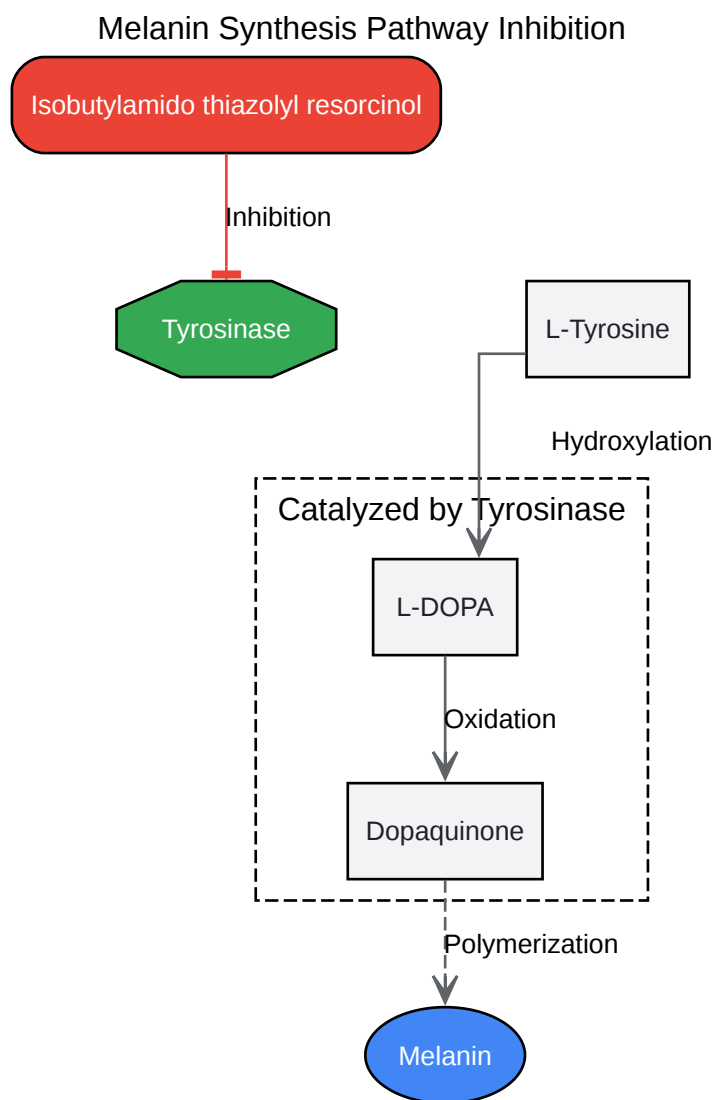 Melanin Synthesis Pathway Inhibition
Isobutylamido thiazolyl resorcinol
Inhibition
Tyrosinase
L-Tyrosine
Hydroxylation
Catalyzed by Tyrosinase
L-DOPA
Oxidation
Dopaquinone
Polymerization
Melanin